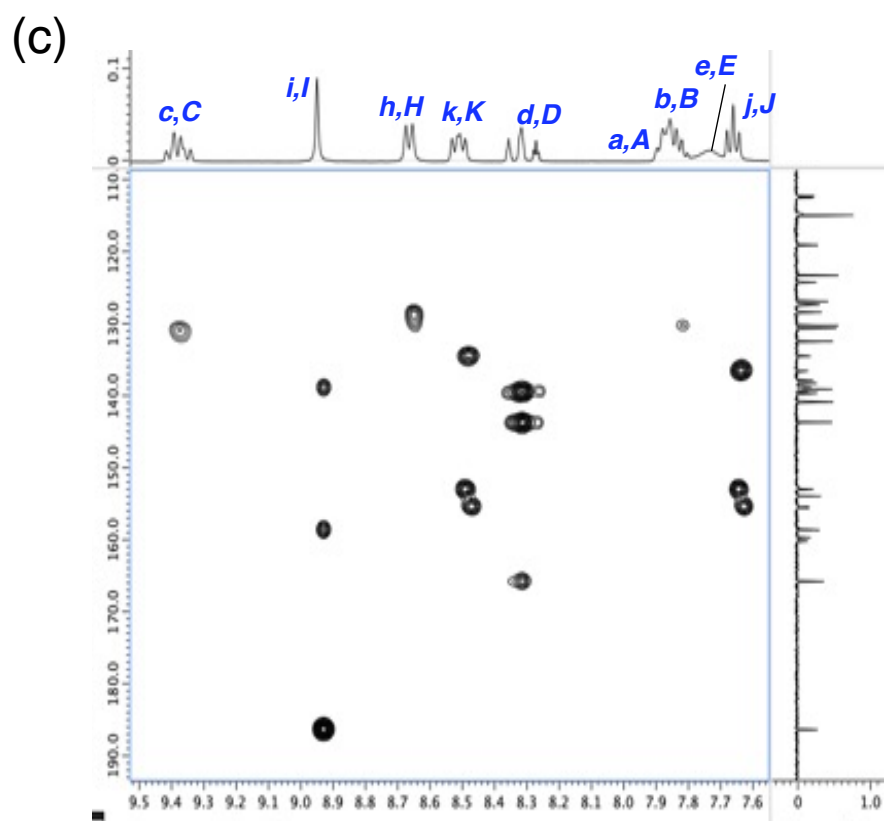 (c)
c,C
i,I
h,H
k,K
d,D
a,A
b,B
e,E
j,J
0.1
0
110.0
120.0
130.0
140.0
150.0
160.0
170.0
180.0
190.0
9.5 9.4 9.3 9.2 9.1 9.0 8.9 8.8 8.7 8.6 8.5 8.4 8.3 8.2 8.1 8.0 7.9 7.8 7.7 7.6
0 1.0